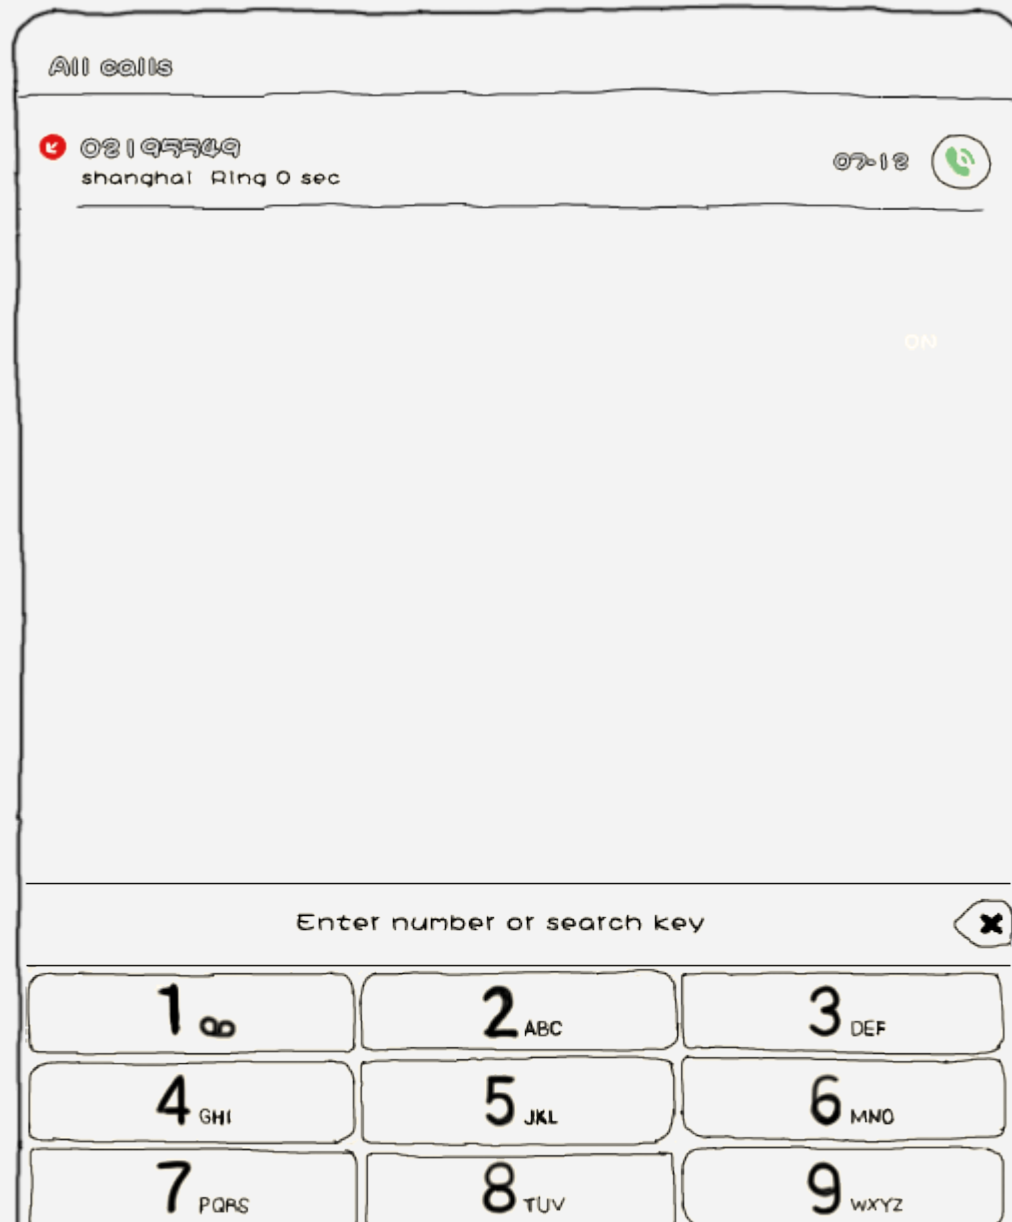 All calls
02195549
shanghai Ring 0 sec
07-12
ON
Enter number or search key
1
2 ABC
3 DEF
4 GHI
5 JKL
6 MNO
7 PQRS
8 TUV
9 WXYZ